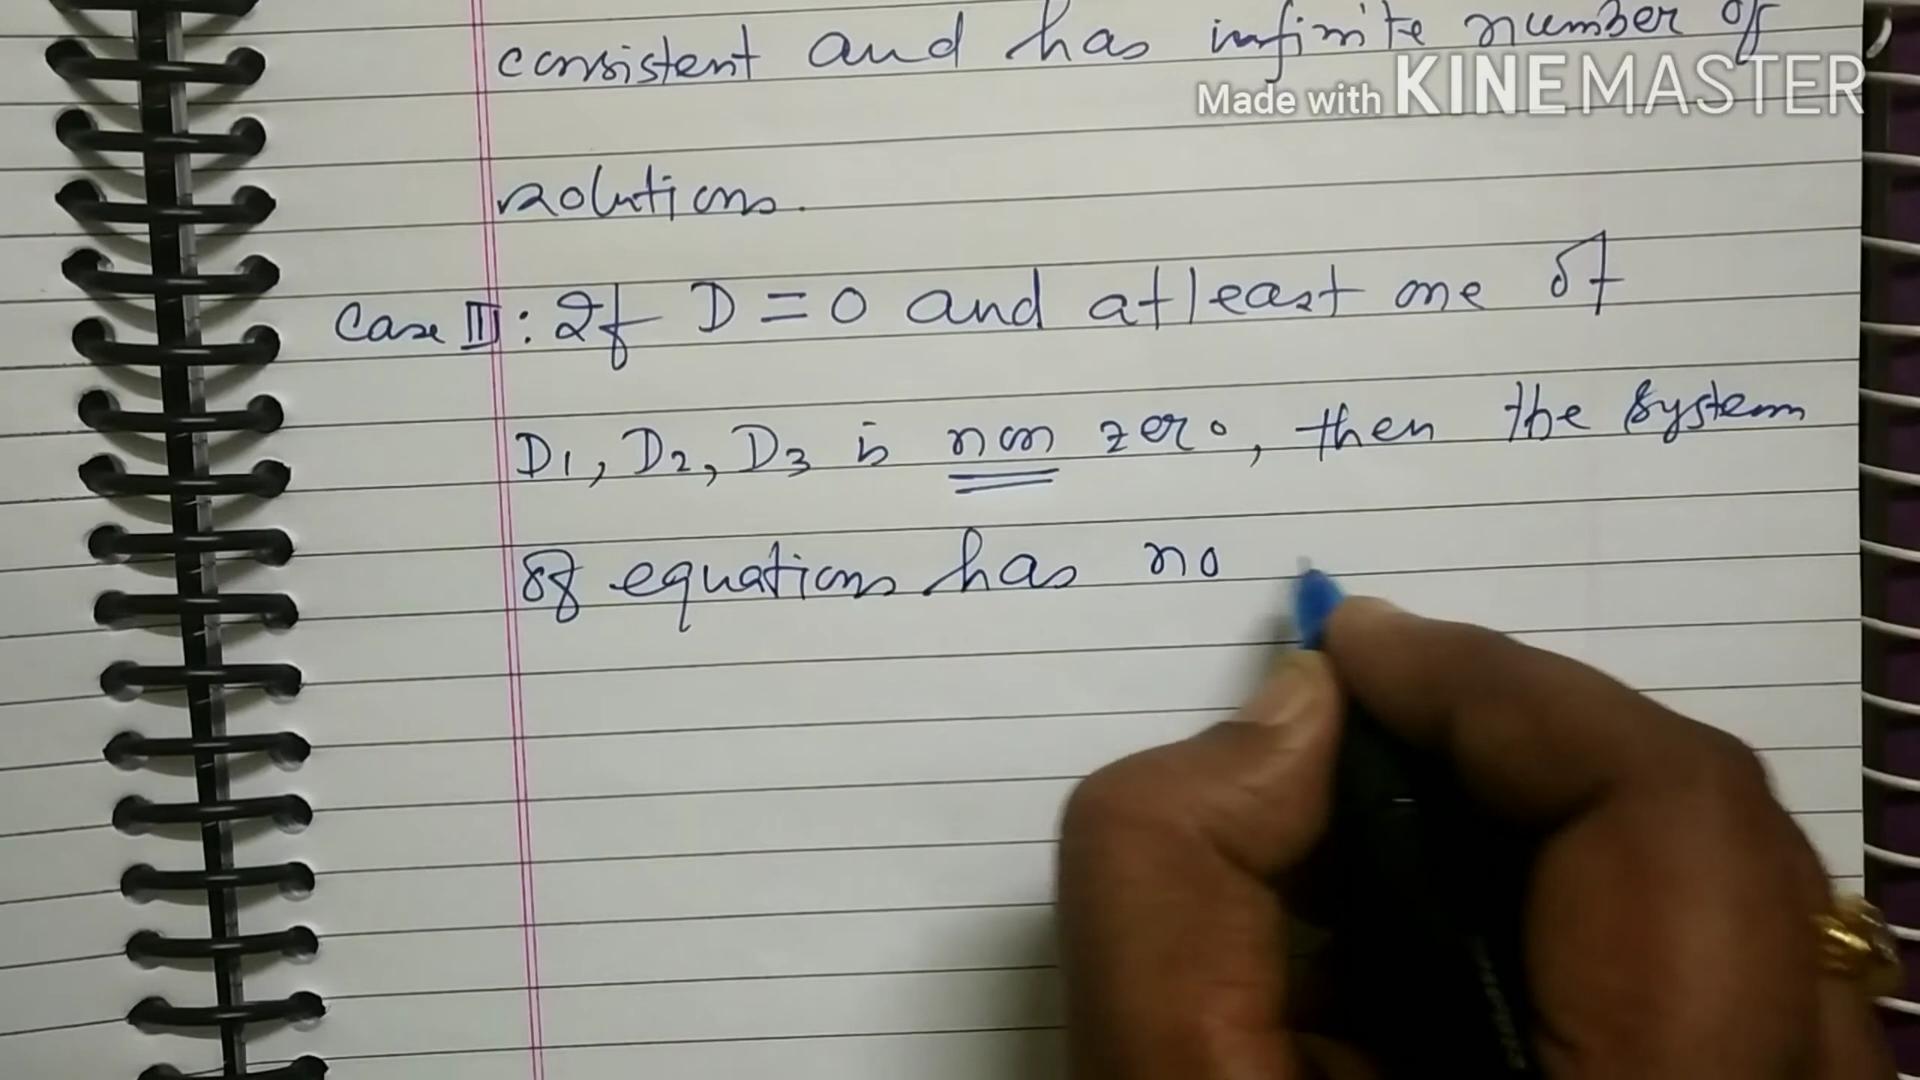 consistent and has infinite number of
Made with KINEMASTER
solutions.
Case III: If D = 0 and atleast one of
D1, D2, D3 is non zero, then the system
of equations has no